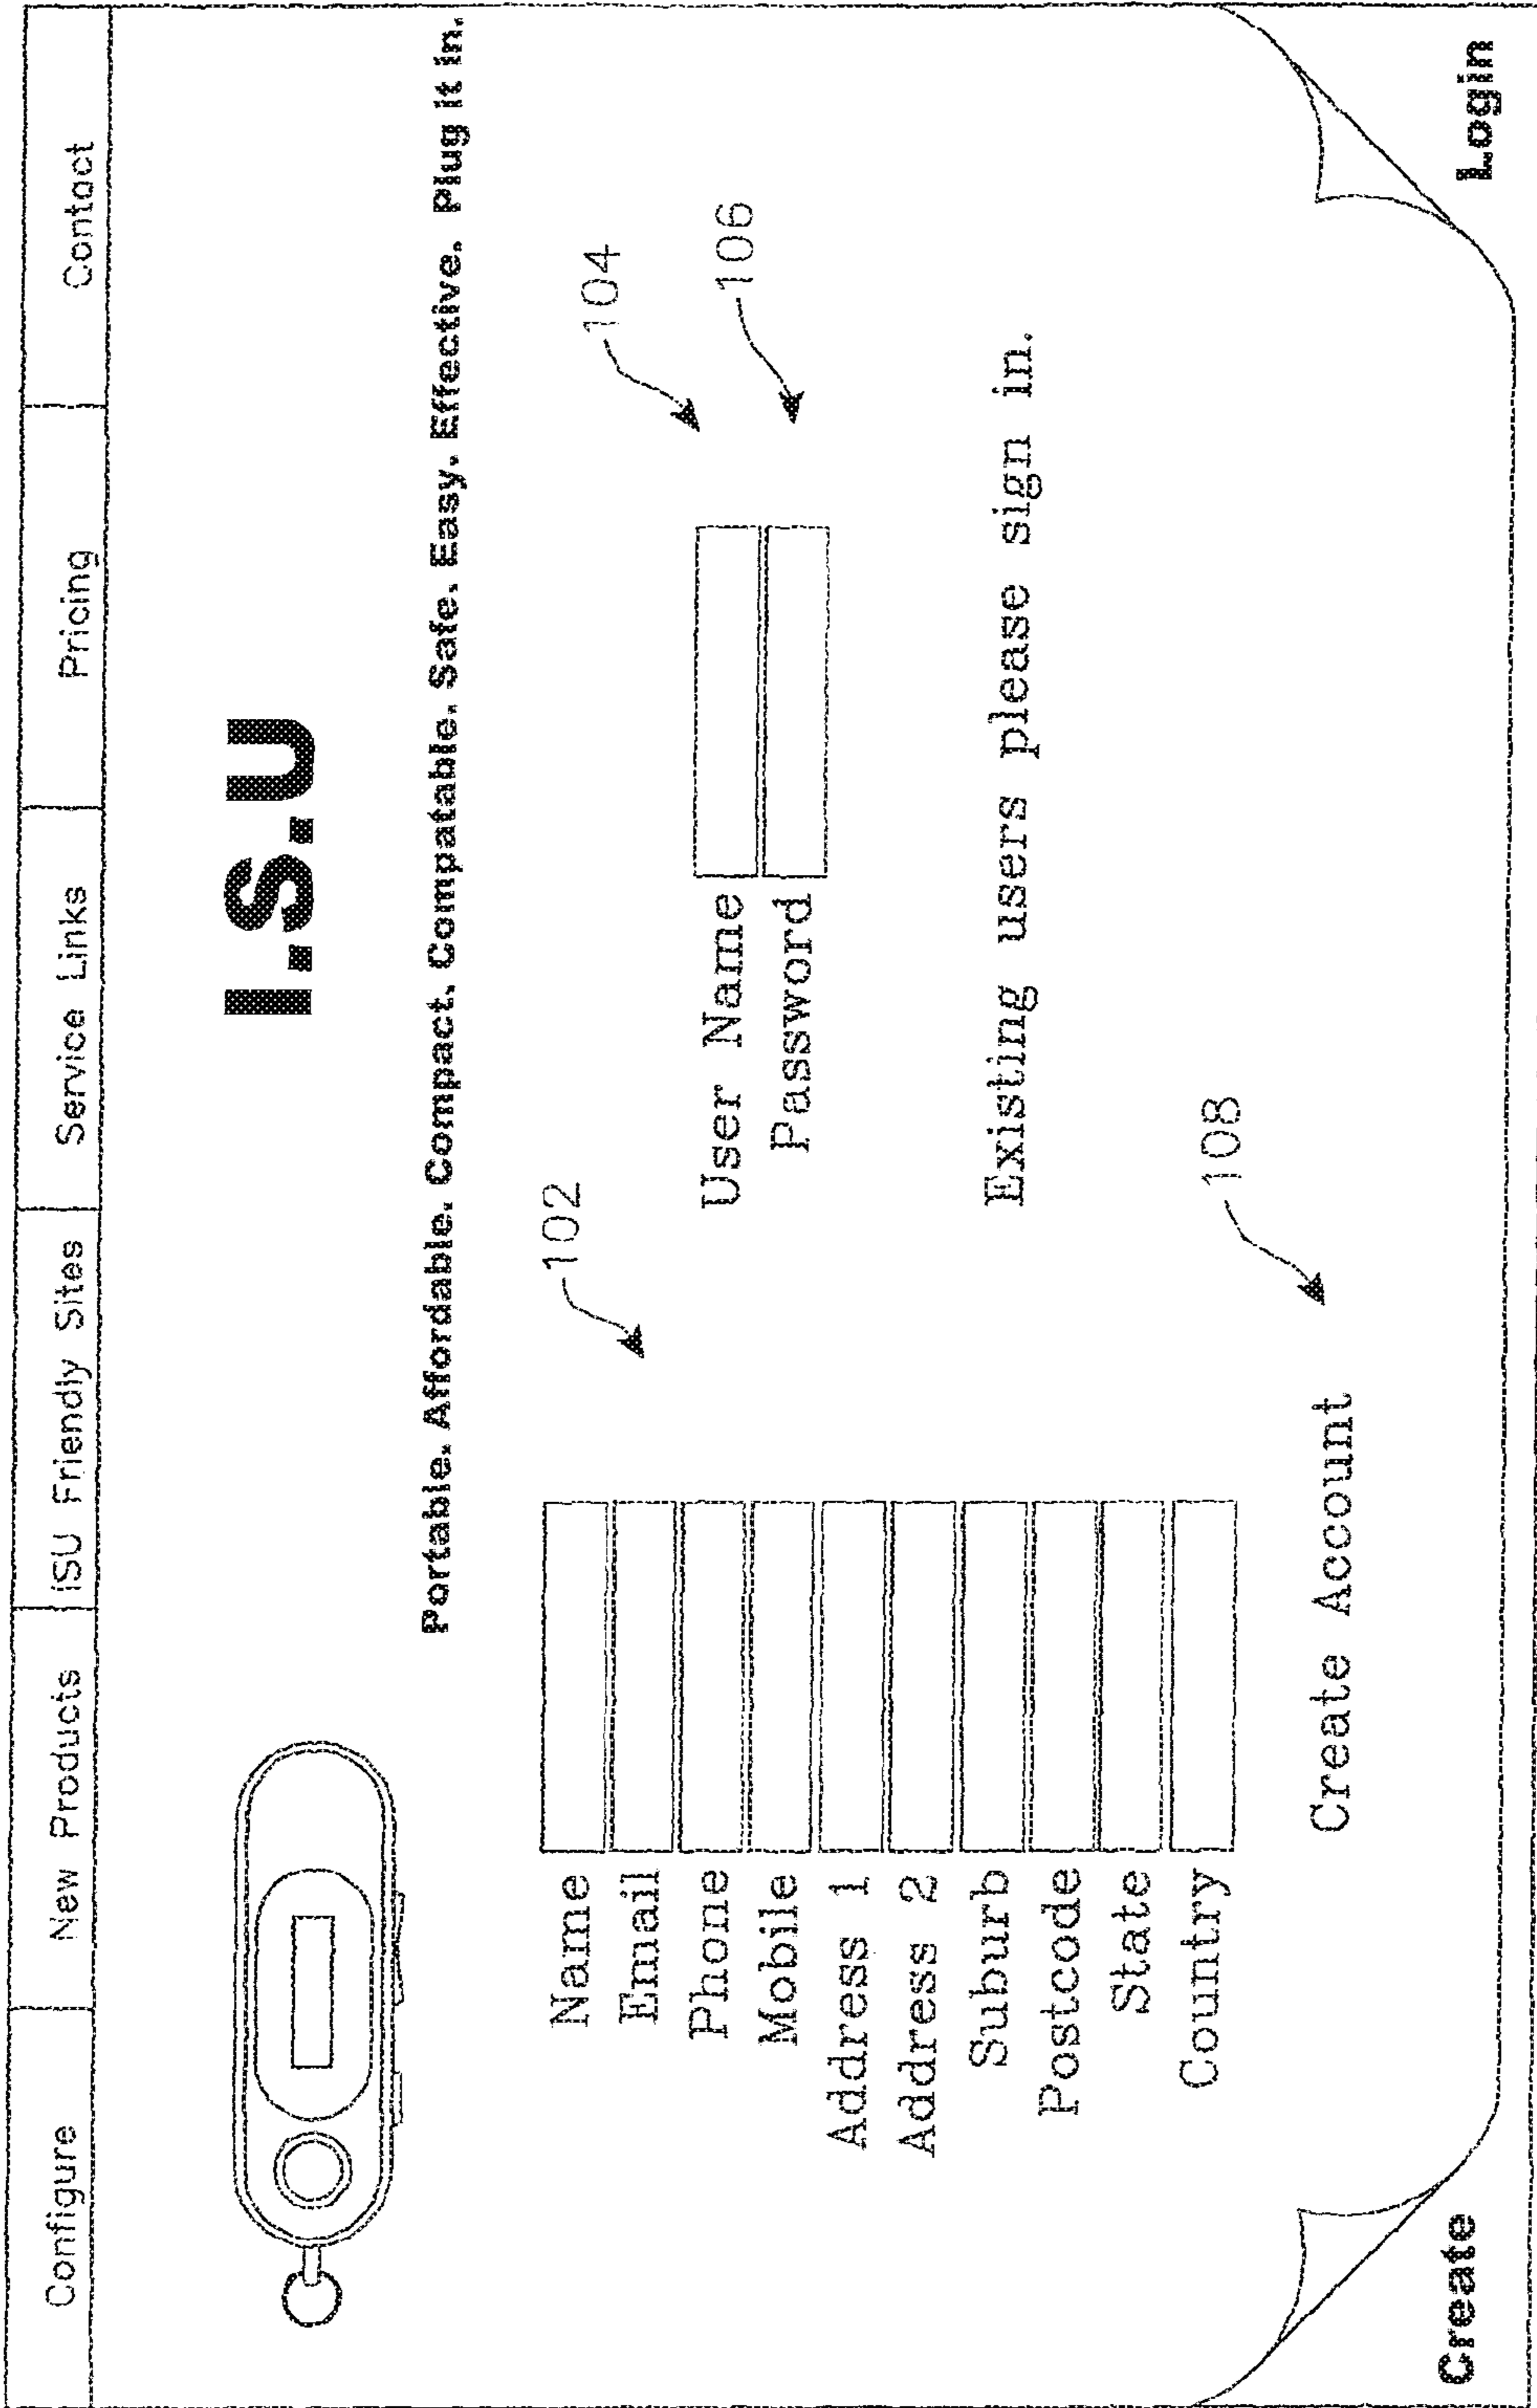 Configure
New Products
ISU Friendly Sites
Service Links
Pricing
Contact
I.S.U
Portable. Affordable. Compact. Compatable. Safe. Easy. Effective. Plug it in.
Name
Email
Phone
Mobile
Address 1
Address 2
Suburb
Postcode
State
Country
102
User Name
Password
104
106
Existing users please sign in.
Create Account
108
Create
Login